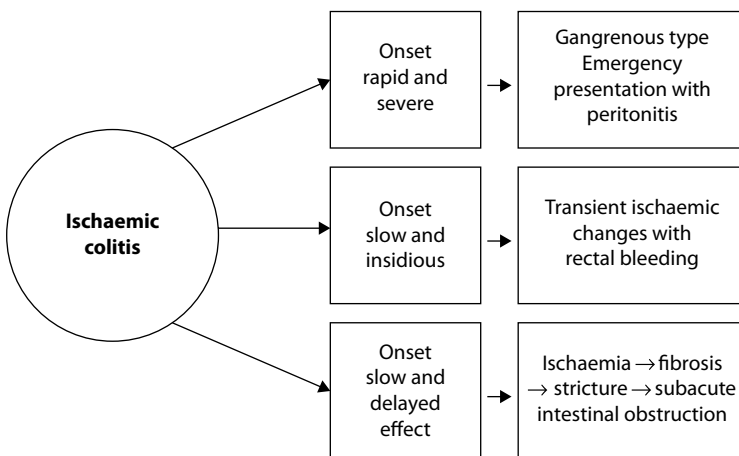 Ischaemic
colitis
Onset
rapid and
severe
Gangrenous type
Emergency
presentation with
peritonitis
Onset
slow and
insidious
Transient ischaemic
changes with
rectal bleeding
Onset
slow and
delayed
effect
Ischaemia → fibrosis
→ stricture → subacute
intestinal obstruction